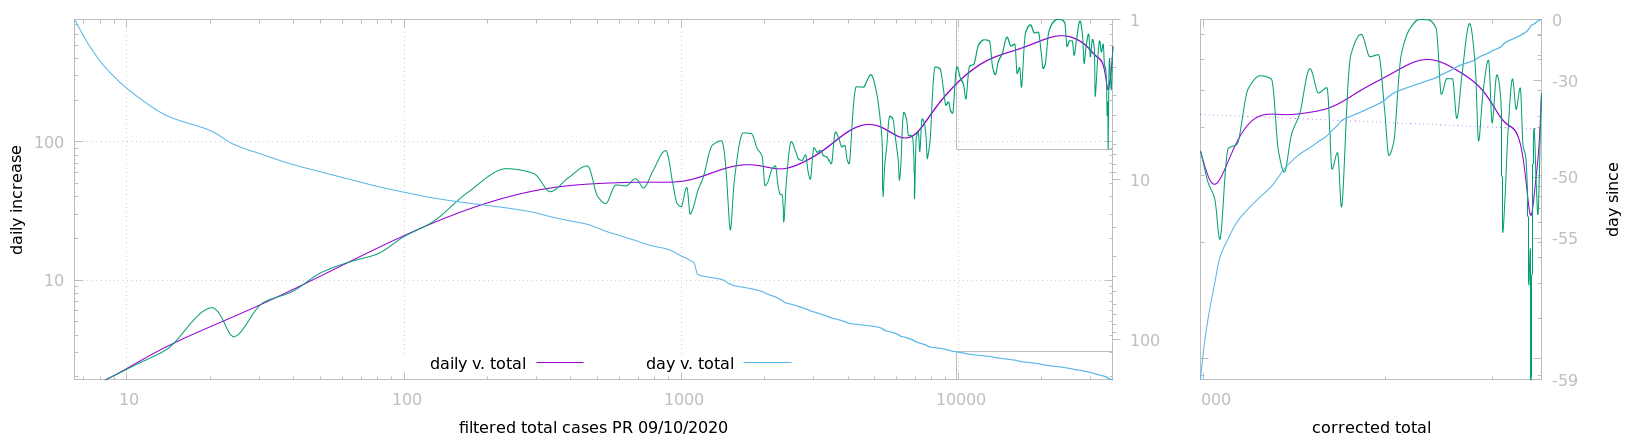 1
0
-30
100
daily increase
10
-50
day since
-55
10
100
daily v. total
day v. total
-59
10
100
1000
10000
000
filtered total cases PR 09/10/2020
corrected total